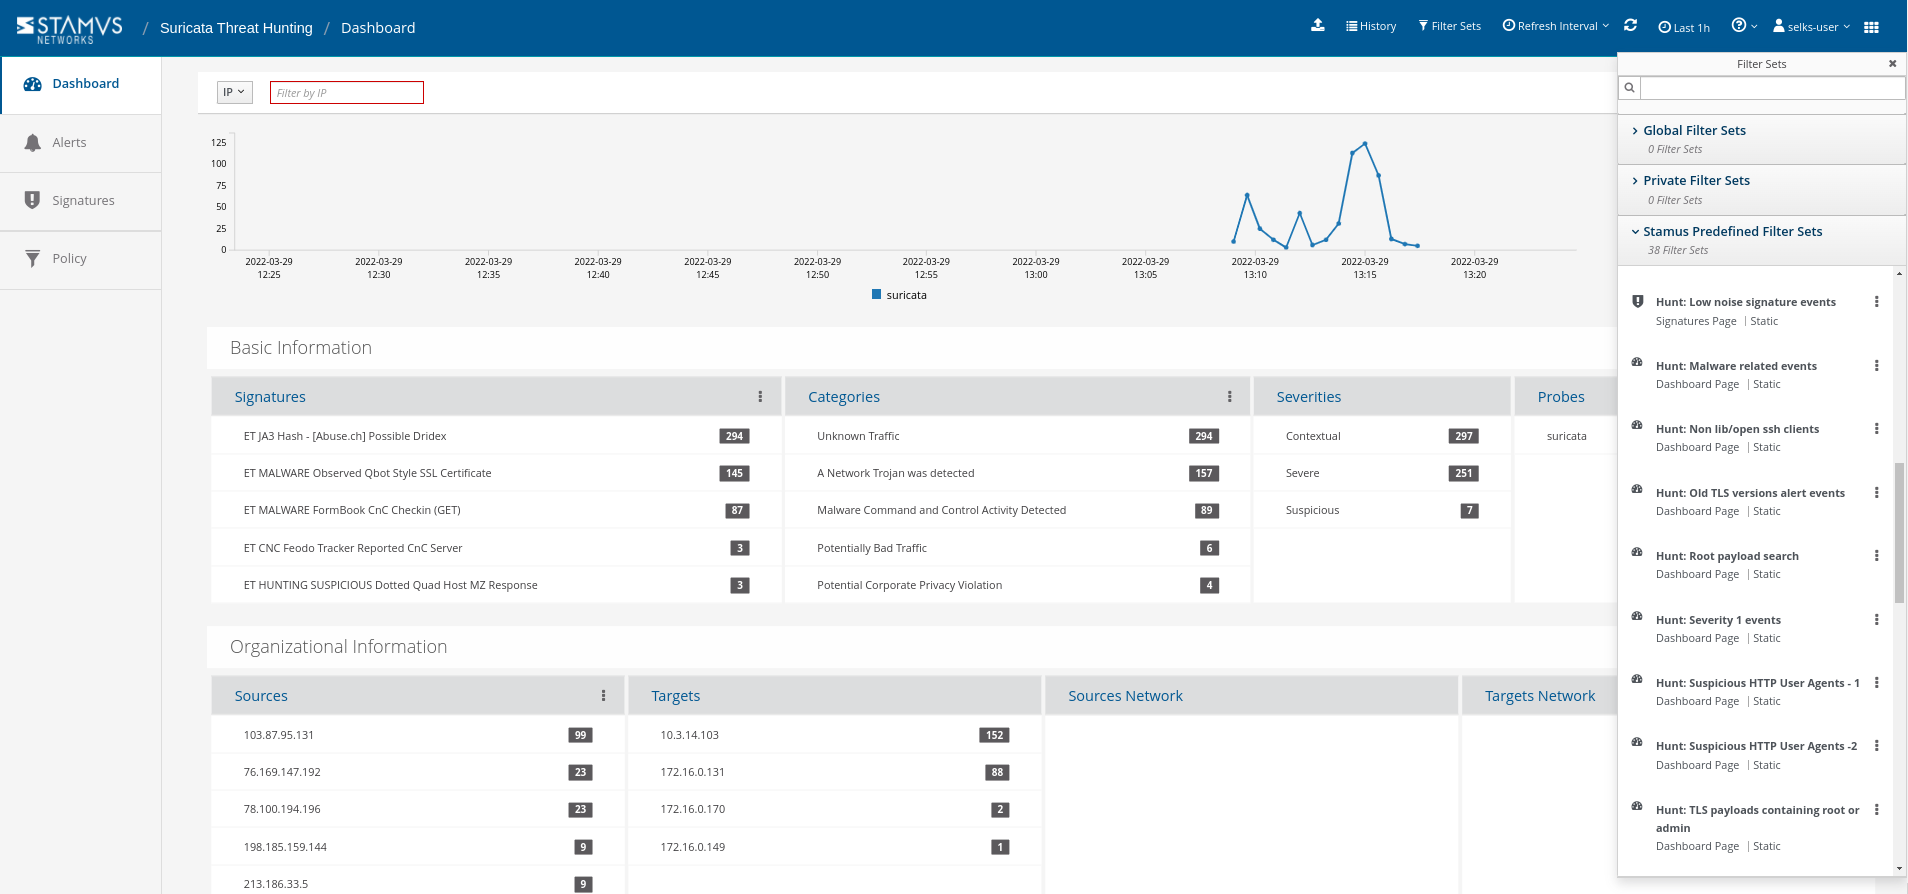 STAMVS NETWORKS / Suricata Threat Hunting / Dashboard
History Filter Sets Refresh Interval Last 1h selks-user
Dashboard
Alerts
Signatures
Policy
IP Filter by IP
125
100
75
50
25
0
2022-03-29 2022-03-29 2022-03-29 2022-03-29 2022-03-29 2022-03-29 2022-03-29 2022-03-29 2022-03-29 2022-03-29 2022-03-29 2022-03-29
12:25 12:30 12:35 12:40 12:45 12:50 12:55 13:00 13:05 13:10 13:15 13:20
suricata
Basic Information
Signatures
ET JA3 Hash - [Abuse.ch] Possible Dridex 294
ET MALWARE Observed Qbot Style SSL Certificate 145
ET MALWARE FormBook CnC Checkin (GET) 87
ET CNC Feodo Tracker Reported CnC Server 3
ET HUNTING SUSPICIOUS Dotted Quad Host MZ Response 3
Categories
Unknown Traffic 294
A Network Trojan was detected 157
Malware Command and Control Activity Detected 89
Potentially Bad Traffic 6
Potential Corporate Privacy Violation 4
Severities
Contextual 297
Severe 251
Suspicious 7
Probes
suricata
Organizational Information
Sources
103.87.95.131 99
76.169.147.192 23
78.100.194.196 23
198.185.159.144 9
213.186.33.5 9
Targets
10.3.14.103 152
172.16.0.131 88
172.16.0.170 2
172.16.0.149 1
Sources Network
Targets Network
Filter Sets
Global Filter Sets
0 Filter Sets
Private Filter Sets
0 Filter Sets
Stamus Predefined Filter Sets
38 Filter Sets
Hunt: Low noise signature events
Signatures Page | Static
Hunt: Malware related events
Dashboard Page | Static
Hunt: Non lib/open ssh clients
Dashboard Page | Static
Hunt: Old TLS versions alert events
Dashboard Page | Static
Hunt: Root payload search
Dashboard Page | Static
Hunt: Severity 1 events
Dashboard Page | Static
Hunt: Suspicious HTTP User Agents - 1
Dashboard Page | Static
Hunt: Suspicious HTTP User Agents -2
Dashboard Page | Static
Hunt: TLS payloads containing root or
admin
Dashboard Page | Static